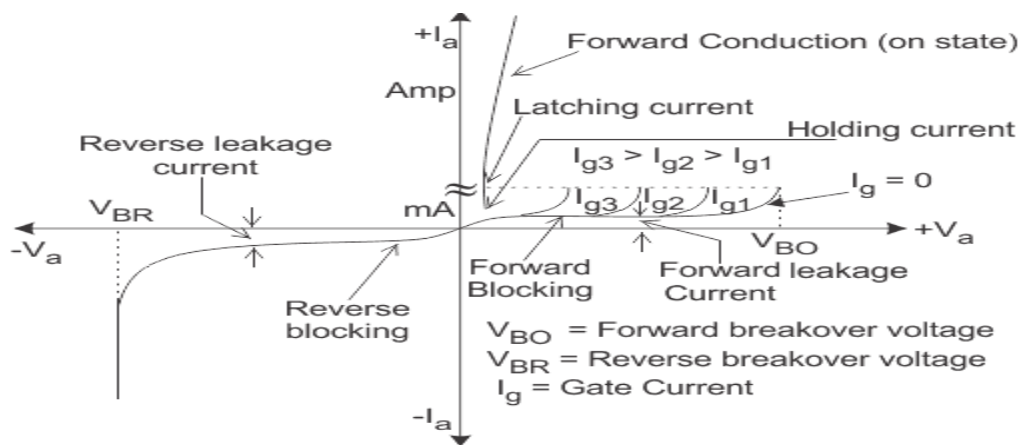 +Ia
Forward Conduction (on state)
Amp
Latching current
Reverse leakage
current
Holding current
Ig3 > Ig2 > Ig1
Ig = 0
VBR
mA
Ig3
Ig2
Ig1
-Va
VBO
+Va
Forward
Blocking
Forward leakage
Current
Reverse
blocking
VBO = Forward breakover voltage
VBR = Reverse breakover voltage
Ig = Gate Current
-Ia